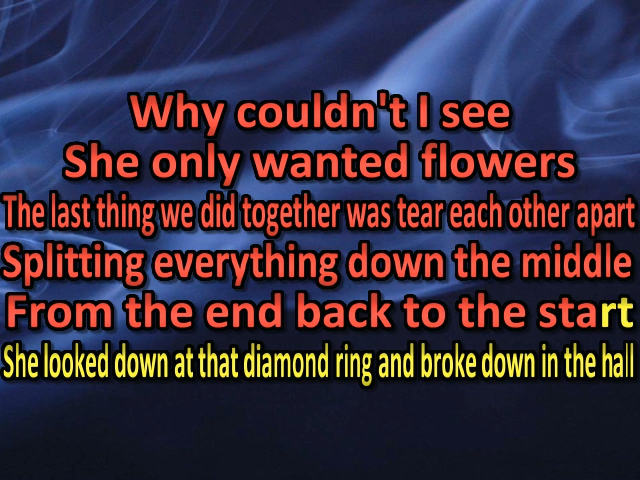 Why couldn't I see
She only wanted flowers
The last thing we did together was tear each other apart
Splitting everything down the middle
From the end back to the start
She looked down at that diamond ring and broke down in the hall